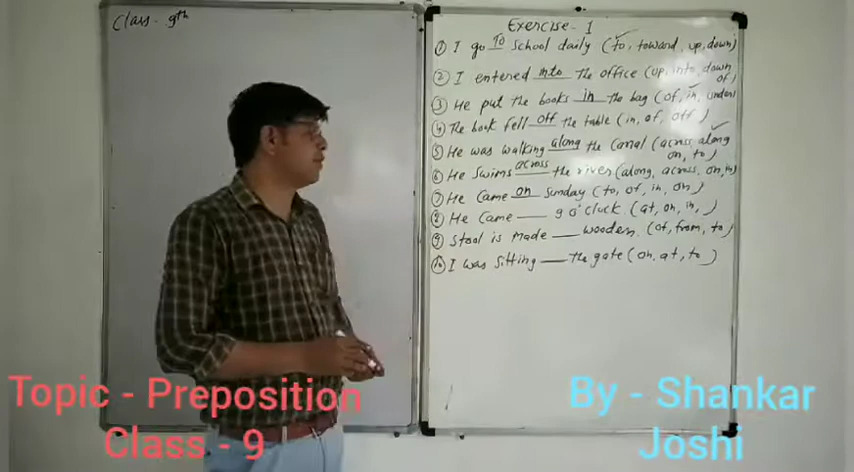 Class - 9th
Exercise - 1
① I go To school daily (to, toward, up, down)
② I entered into the office (up, into, down of)
③ He put the books in the bag (of, in, under)
④ The book fell off the table (in, of, off)
⑤ He was walking along the Canal (across, along on, to)
⑥ He swims across the river (along, across, on, to)
⑦ He came on sunday (to, of, in, on)
⑧ He came ___ 9 o'cluck (at, on, in,)
⑨ stool is made ___ wooden. (of, from, to)
⑩ I was sitting ___ the gate (on, at, to)
Topic - Preposition
Class - 9
By - Shankar
Joshi